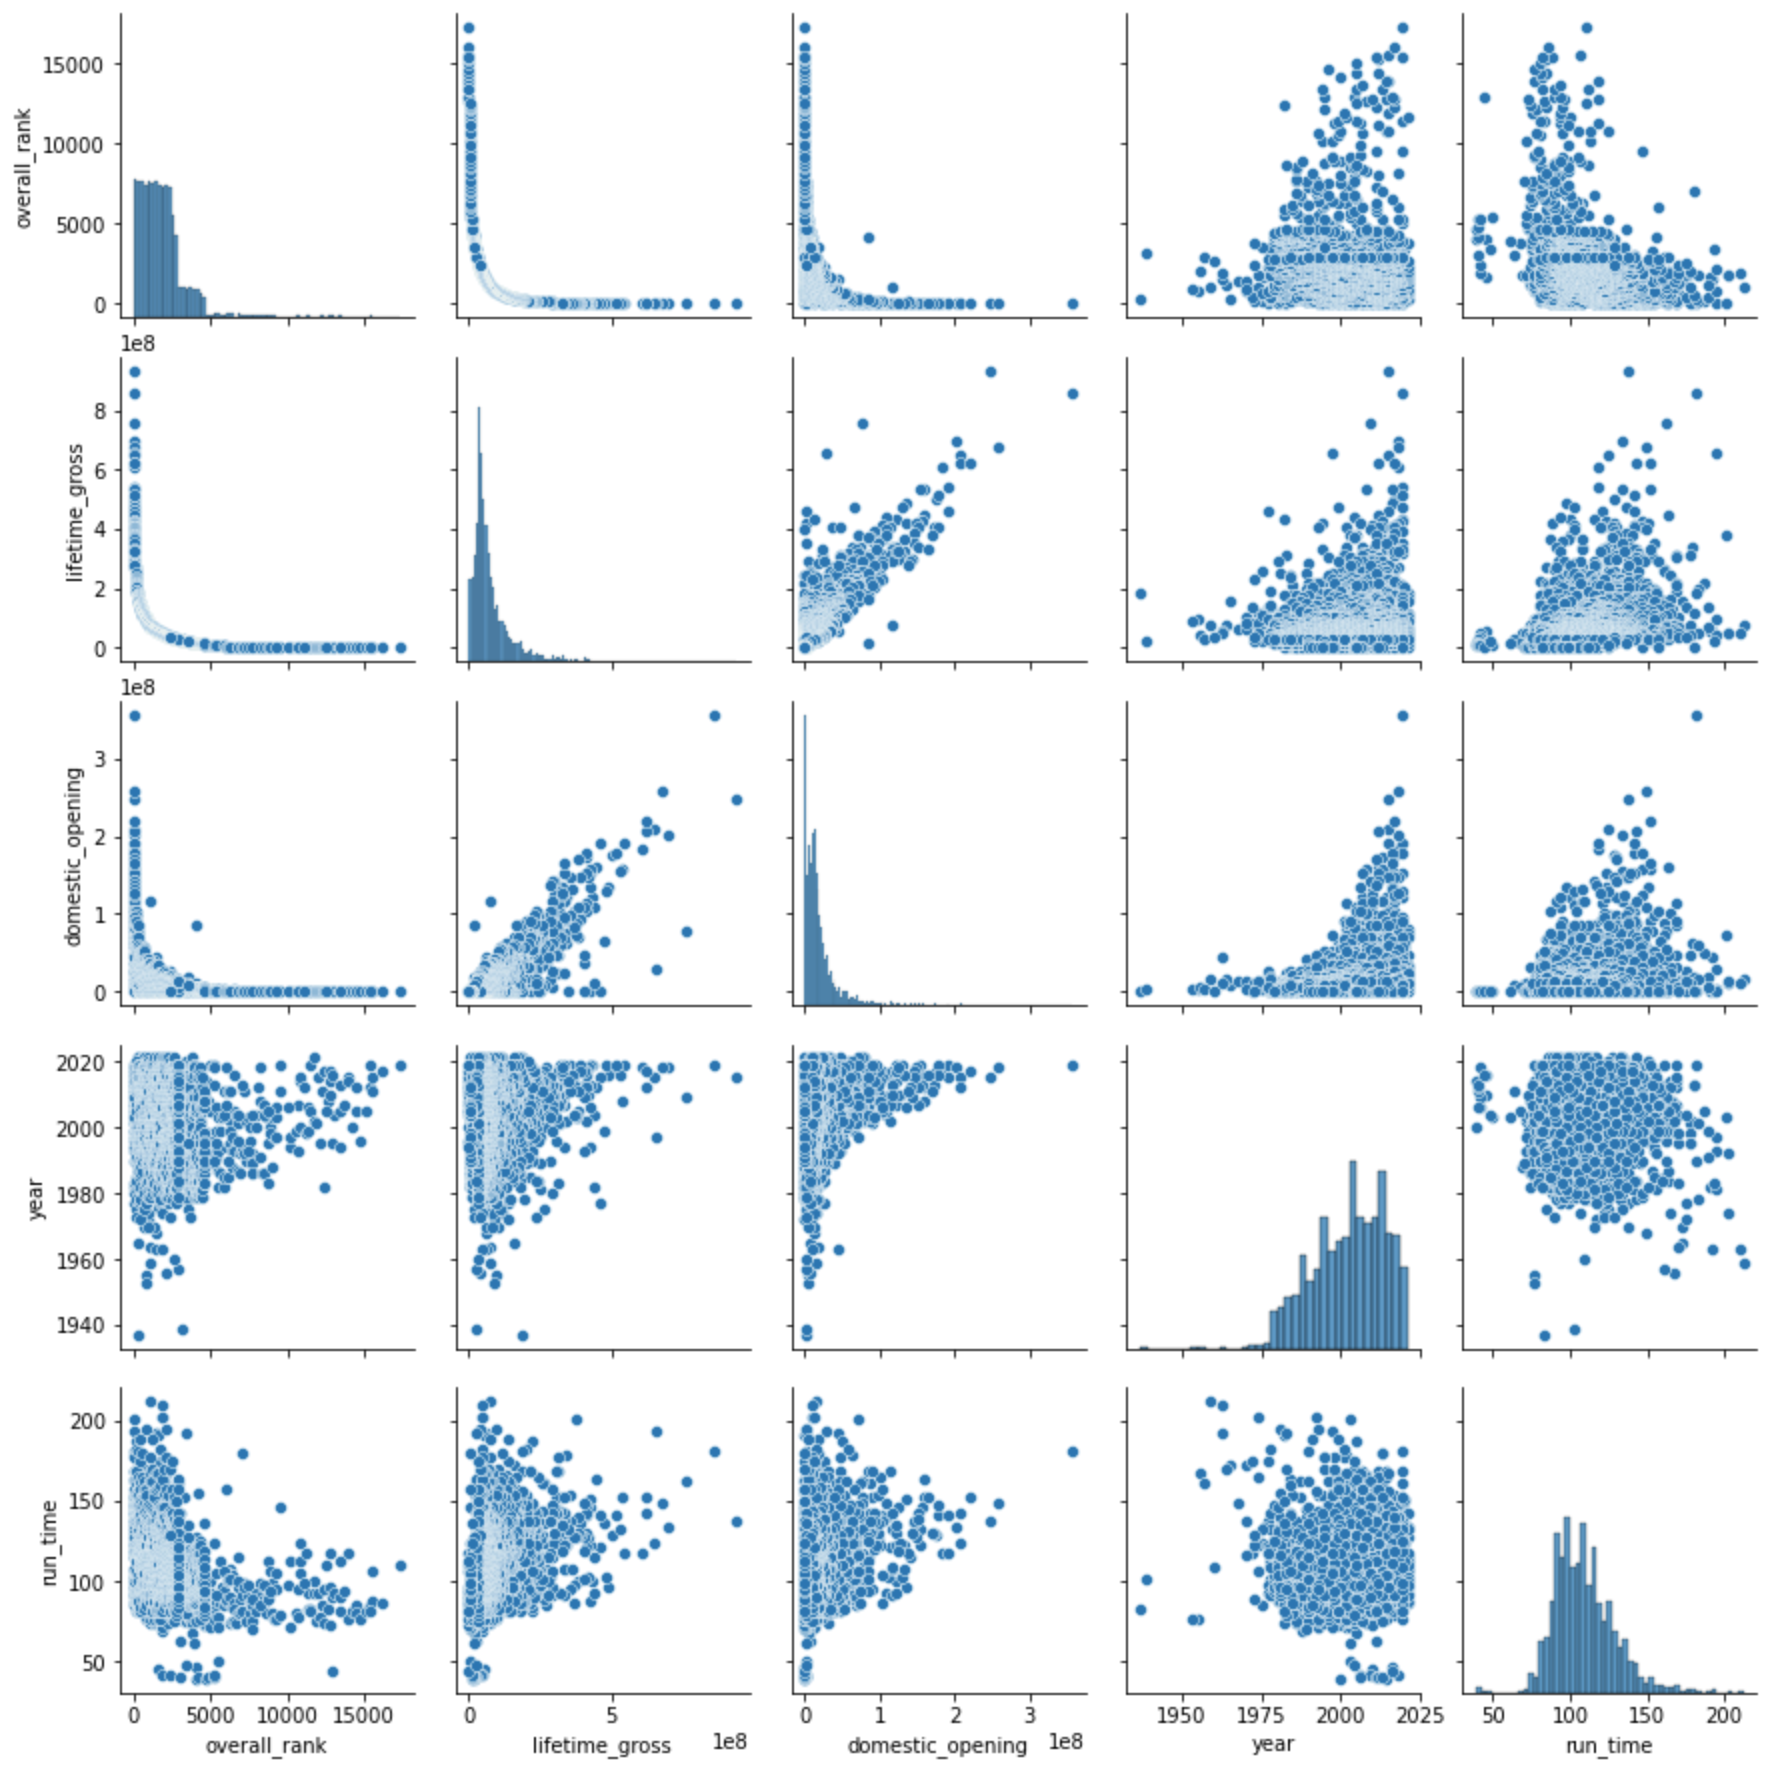 15000
10000
5000
0
overall_rank
1e8
8
6
4
2
0
lifetime_gross
1e8
3
2
1
0
domestic_opening
2020
2000
1980
1960
1940
year
200
150
100
50
run_time
0 5000 10000 15000
overall_rank
0 5
lifetime_gross 1e8
0 1 2 3
domestic_opening 1e8
1950 1975 2000 2025
year
50 100 150 200
run_time